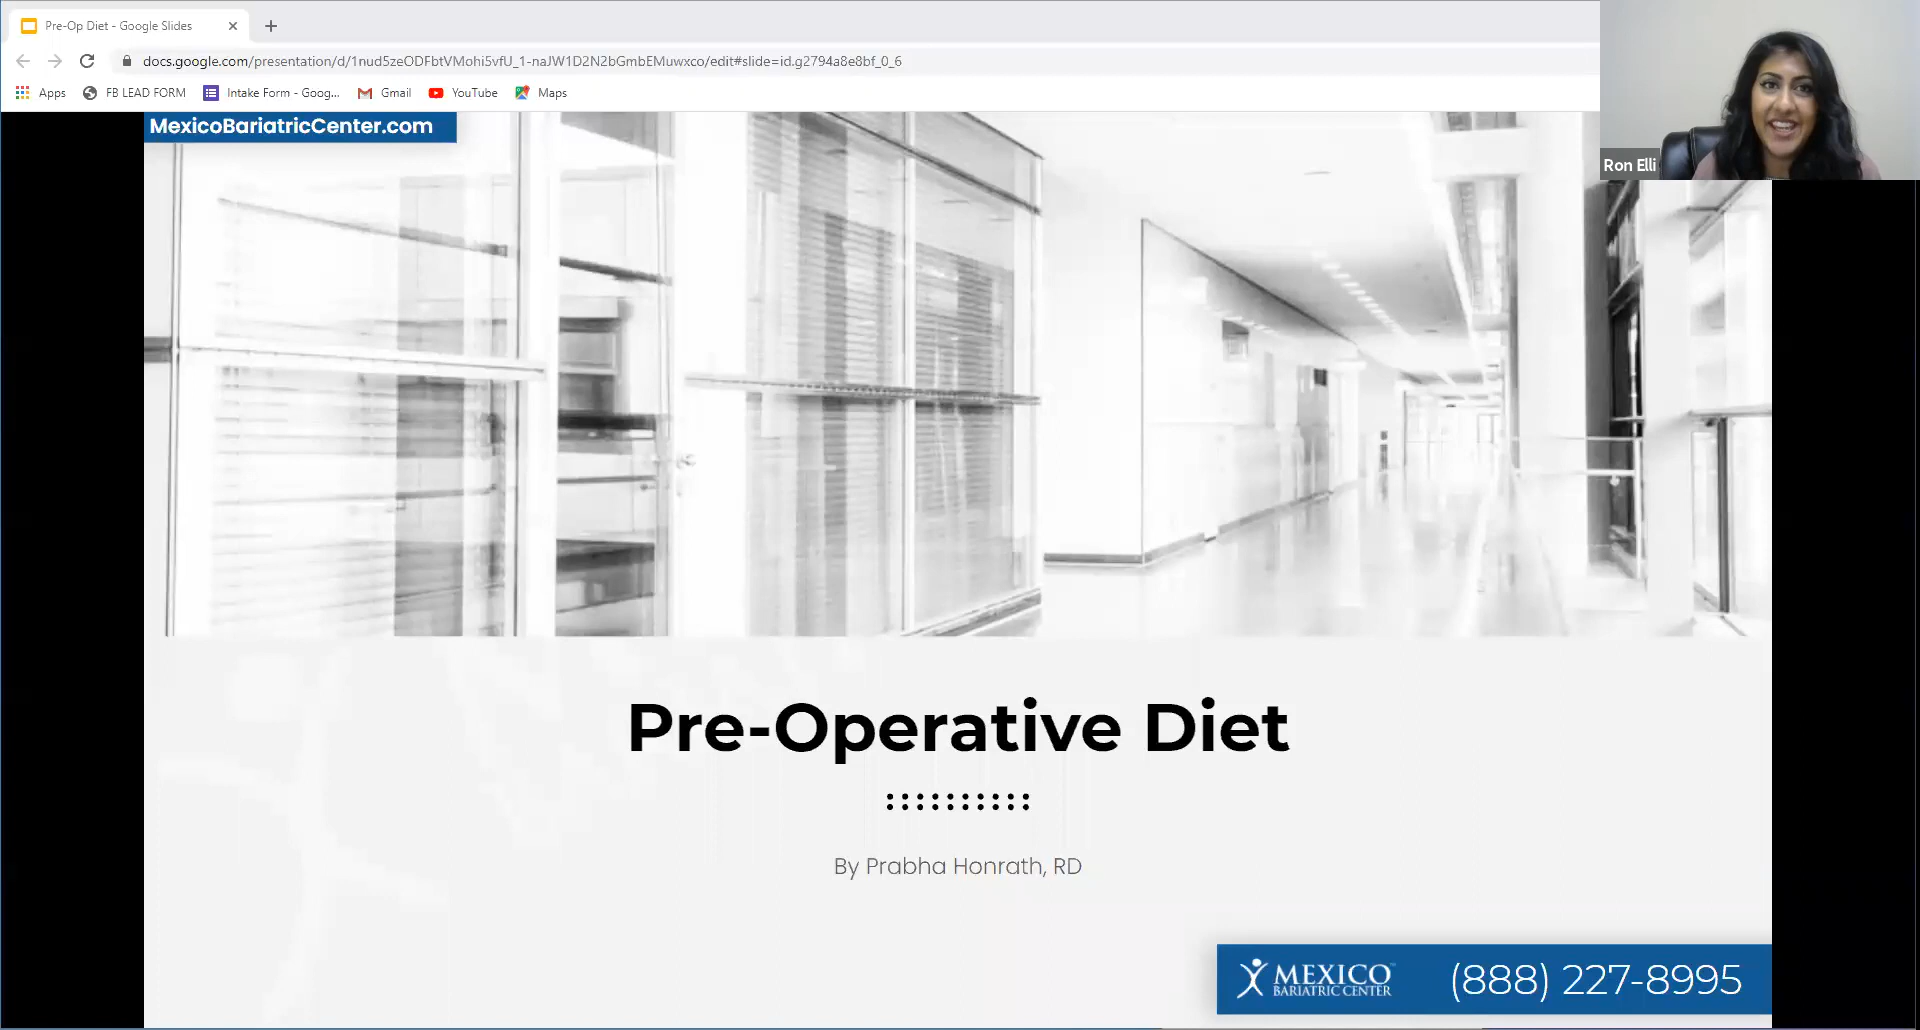 Pre-Op Diet - Google Slides
docs.google.com/presentation/d/1nud5zeODFbtVMohi5vfU_1-naJW1D2N2bGmbEMuwxco/edit#slide=id.g2794a8e8bf_0_6
Apps FB LEAD FORM Intake Form - Goog... Gmail YouTube Maps
MexicoBariatricCenter.com
Ron Elli
Pre-Operative Diet
By Prabha Honrath, RD
MEXICO
BARIATRIC CENTER
(888) 227-8995